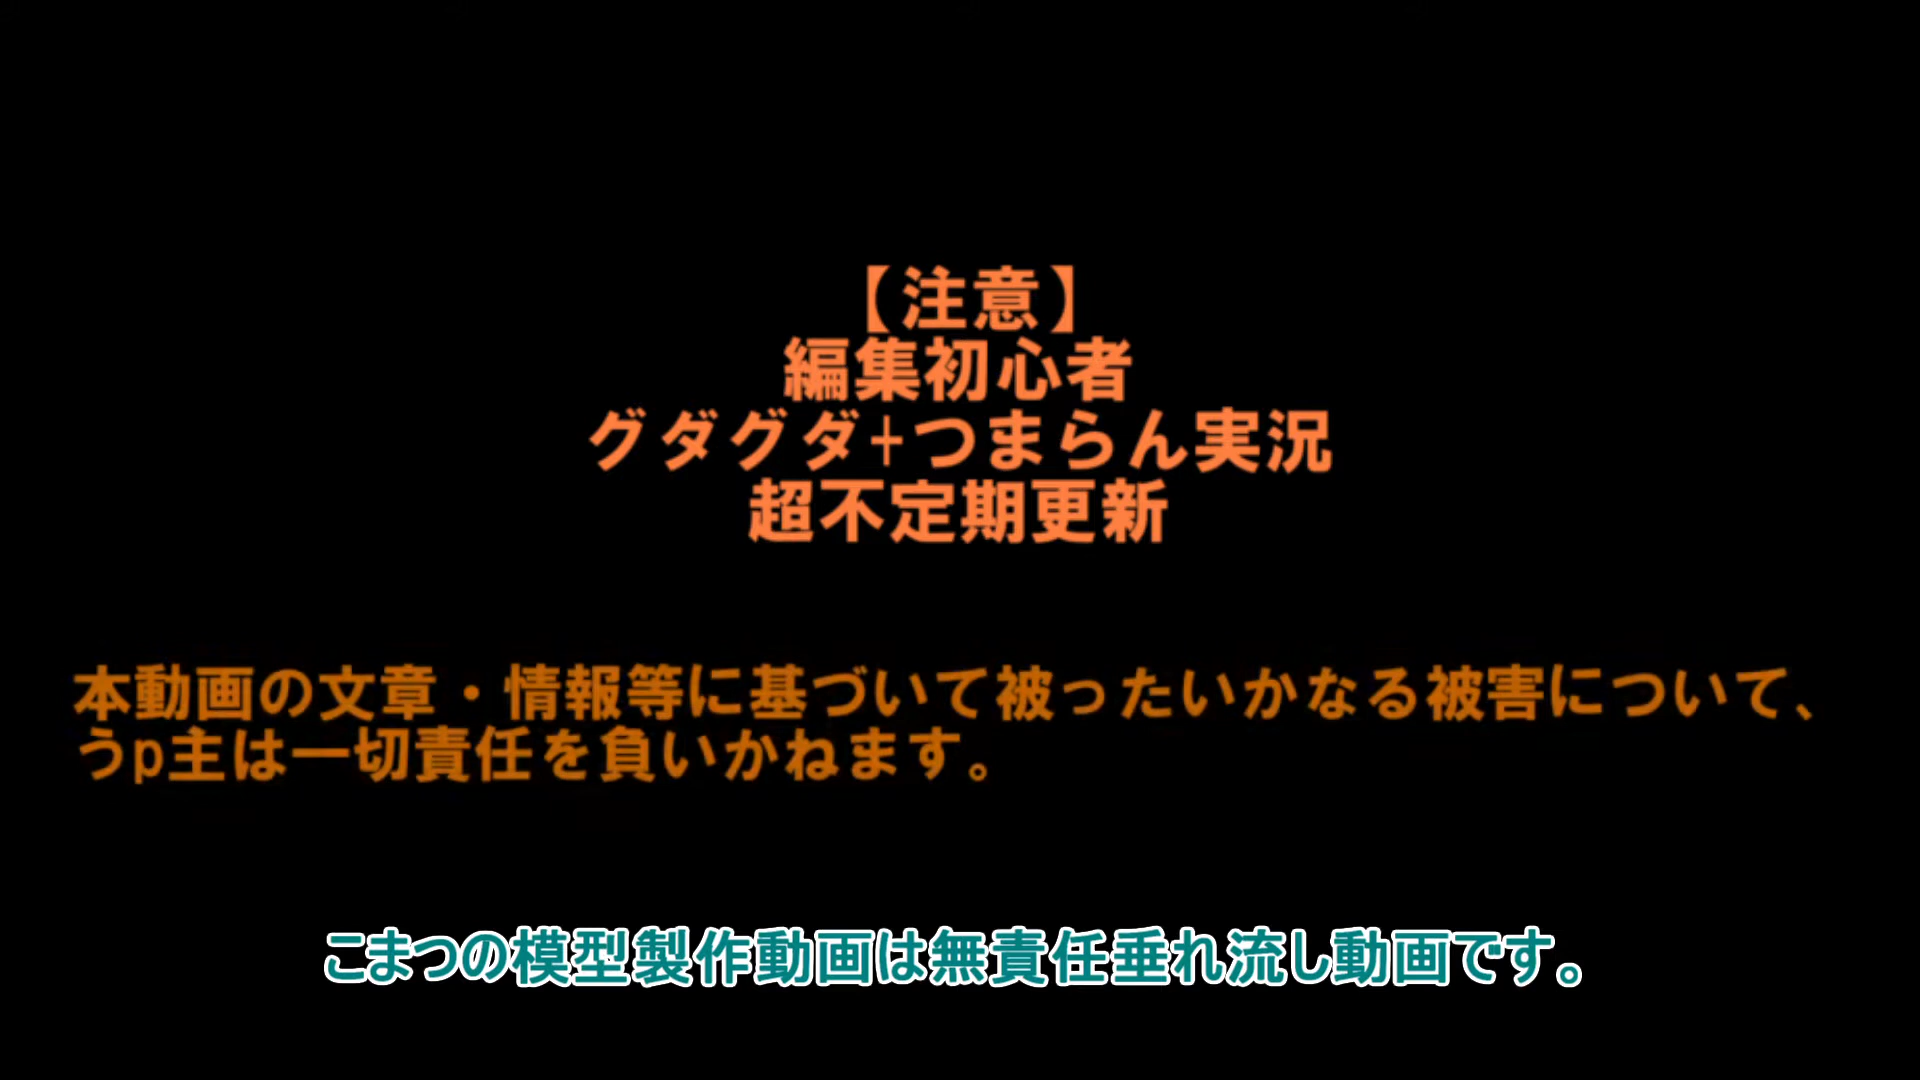 【注意】
編集初心者
グダグダ+つまらん実況
超不定期更新
本動画の文章・情報等に基づいて被ったいかなる被害について、
うp主は一切責任を負いかねます。
こまつの模型製作動画は無責任垂れ流し動画です。